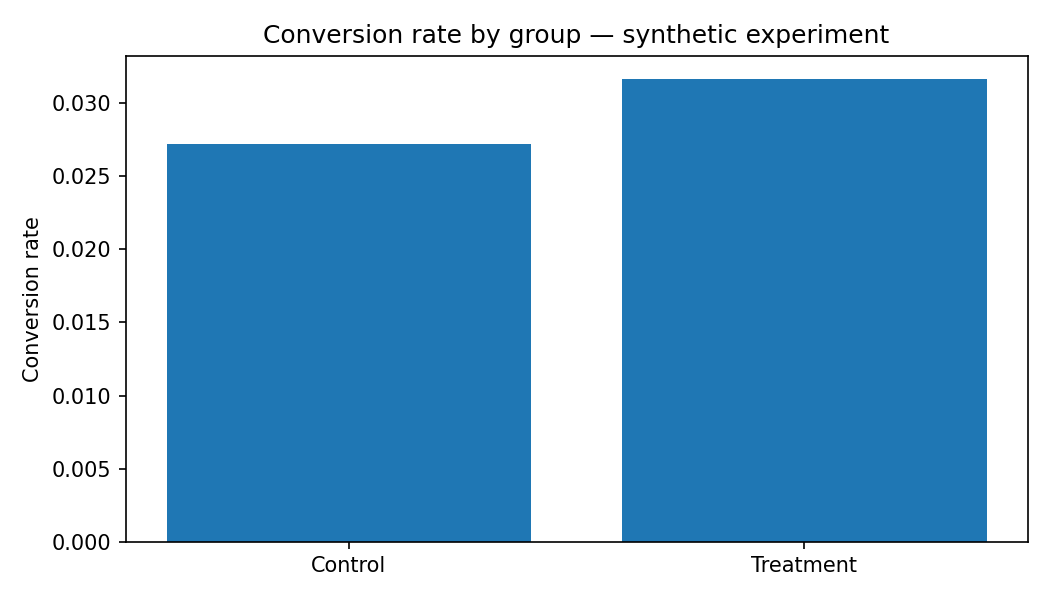 Conversion rate by group — synthetic experiment
Conversion rate
0.030
0.025
0.020
0.015
0.010
0.005
0.000
Control
Treatment